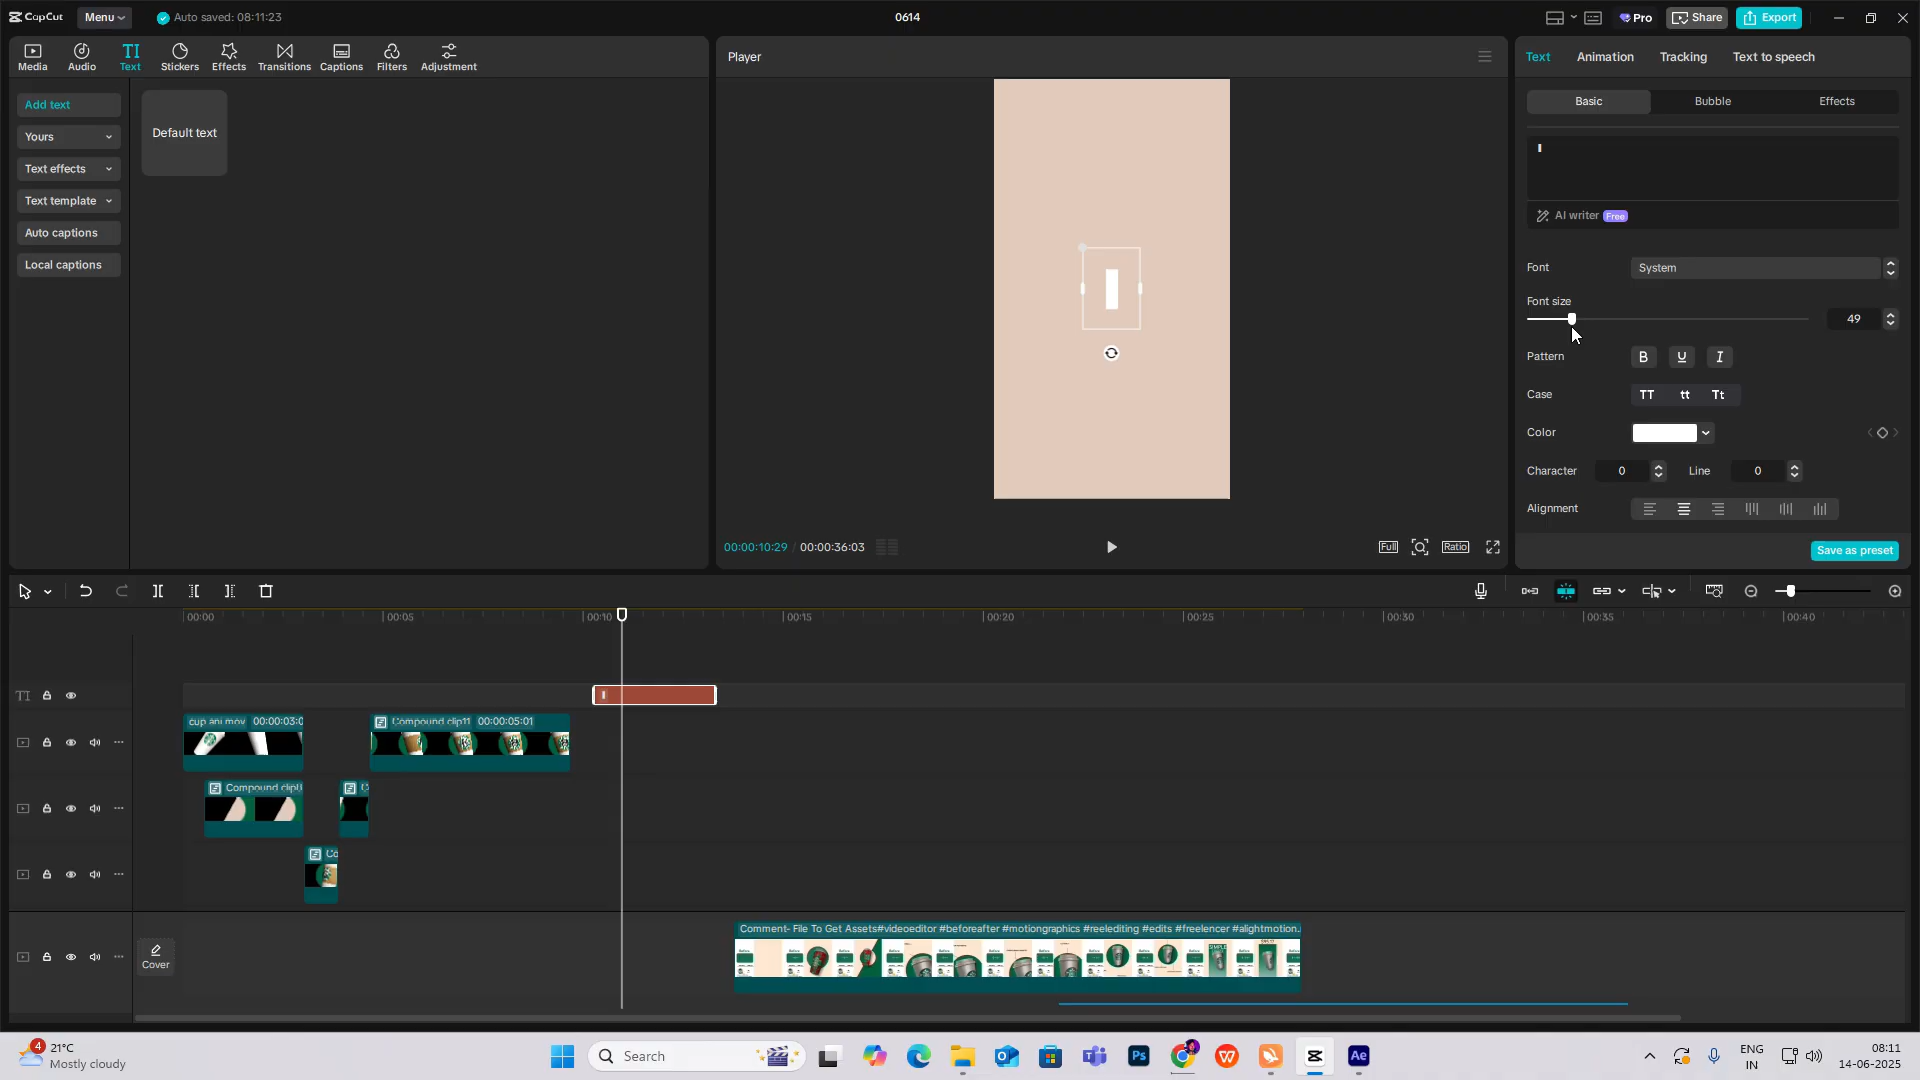 CapCut
Menu
Auto saved: 08:11:23
0614
Pro
Share
Export
Media
Audio
TI
Text
Stickers
Effects
Transitions
Captions
Filters
Adjustment
Player
Text
Animation
Tracking
Text to speech
Add text
Yours
Text effects
Text template
Auto captions
Local captions
Default text
Basic
Bubble
Effects
AI writer Free
Font
System
Font size
49
Pattern
B U I
Case
TT tt Tt
Color
Character
0
Line
0
Alignment
Save as preset
00:00:10:29 / 00:00:36:03
Full
Ratio
00:00
00:05
00:10
00:15
00:20
00:25
00:30
00:35
00:40
TI
cup ani.mov 00:00:03:0
Compound clip11 00:00:05:01
Compound clip
Co
Cover
Comment- File To Get Assets#videoeditor #beforeafter #motiongraphics #reelediting #edits #freelencer #alightmotion.
4
21°C
Mostly cloudy
Search
Ps
W
Ae
ENG
IN
08:11
14-06-2025